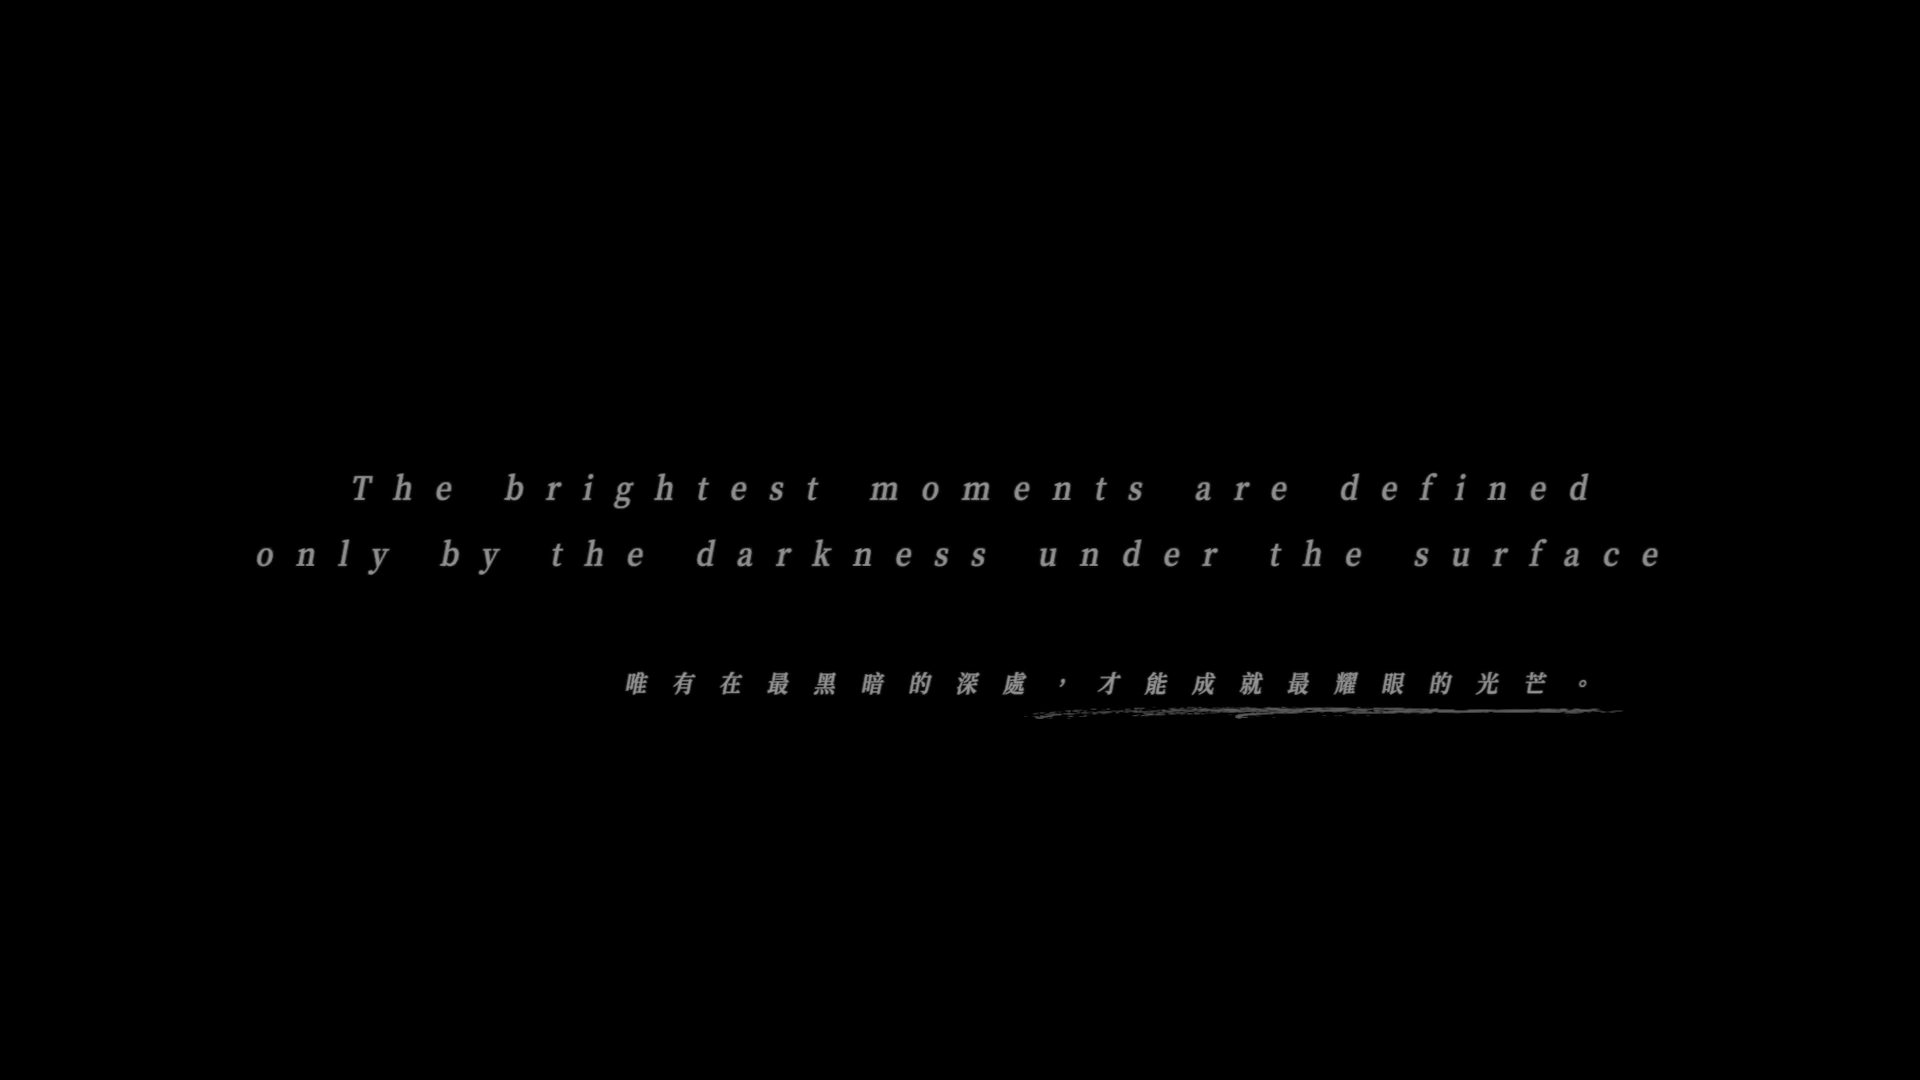 The brightest moments are defined
only by the darkness under the surface
唯有在最黑暗的深處，才能成就最耀眼的光芒。